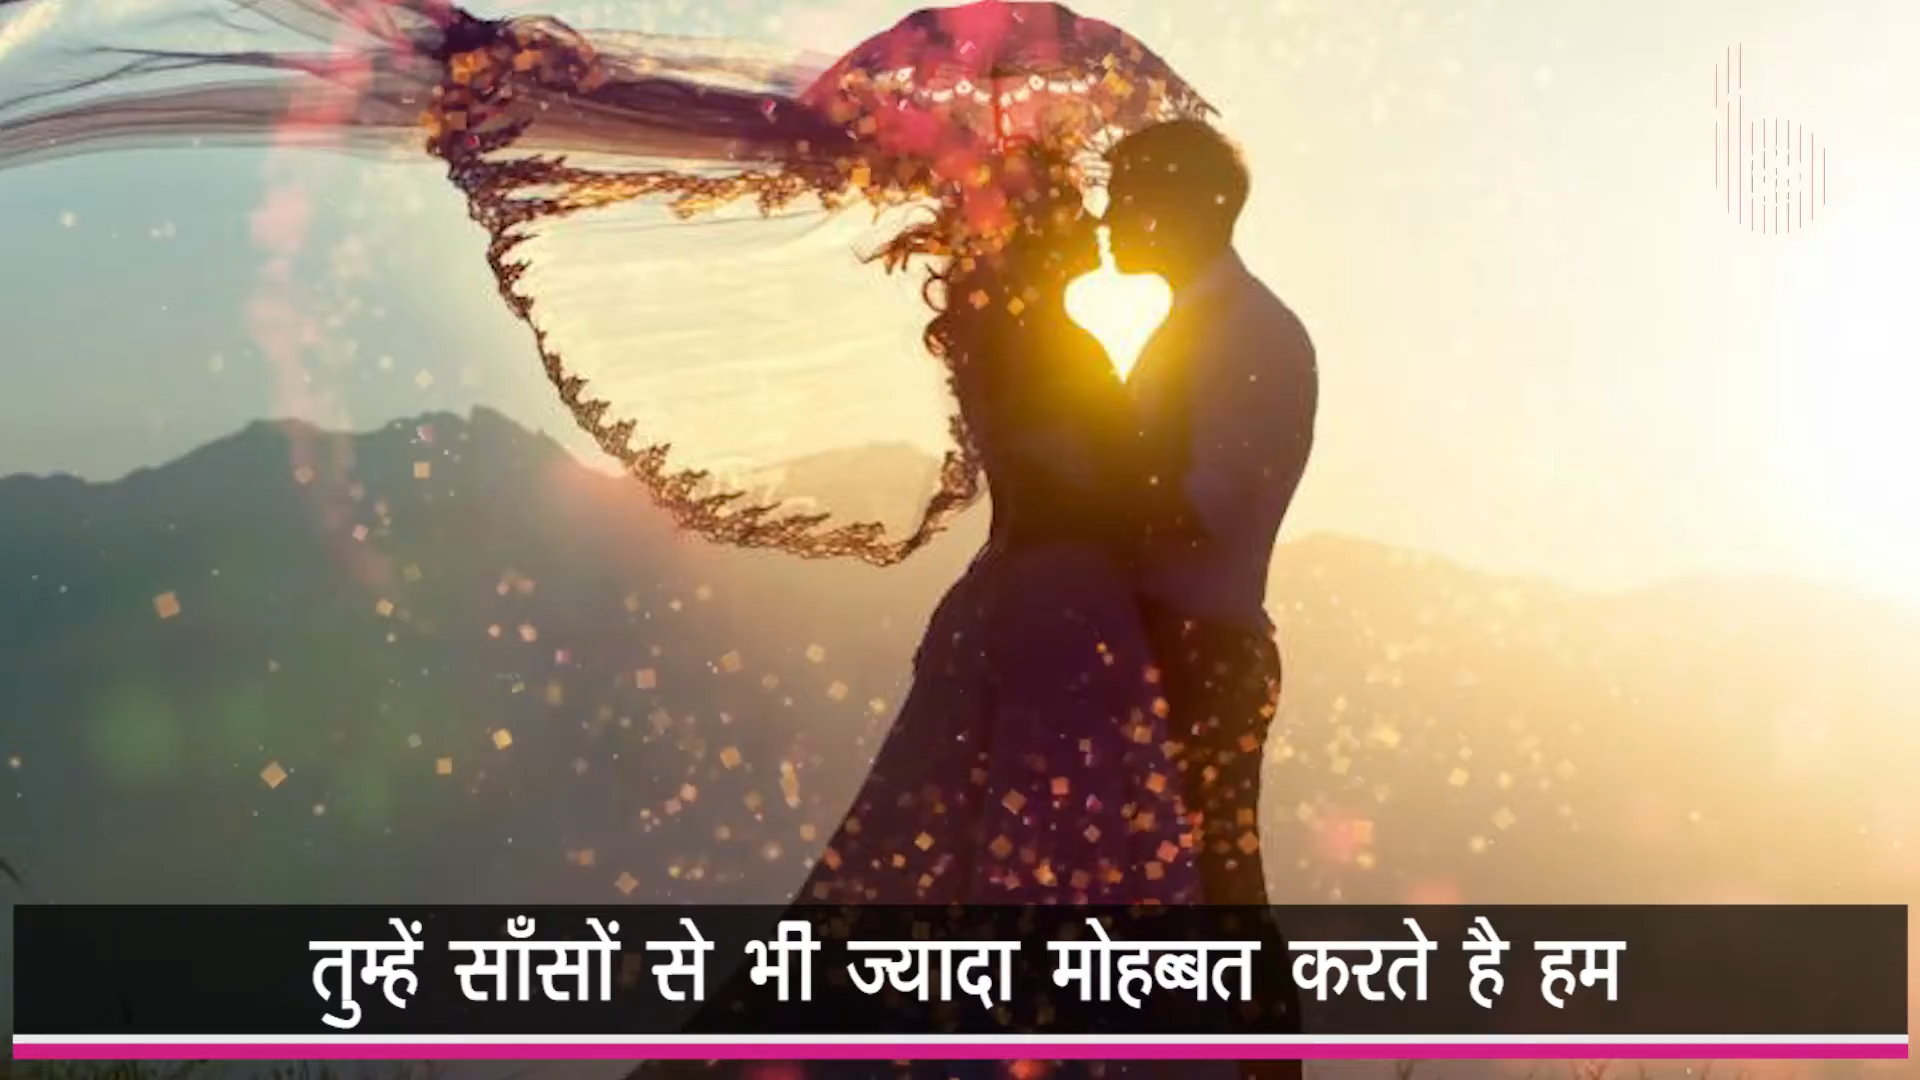 तुम्हें साँसों से भी ज्यादा मोहब्बत करते है हम